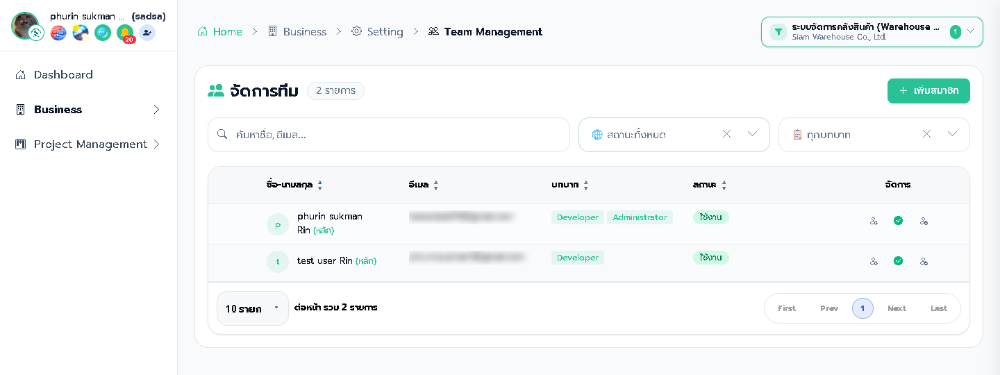 phurin sukman ... (sadsa)
20
Dashboard
Business
Project Management
Home
Business
Setting
Team Management
ระบบจัดการคลังสินค้า (Warehouse ...
Siam Warehouse Co., Ltd.
1
จัดการทีม
2 รายการ
+ เพิ่มสมาชิก
ค้นหาชื่อ, อีเมล...
สถานะทั้งหมด
ทุกบทบาท
ชื่อ-นามสกุล
อีเมล
บทบาท
สถานะ
จัดการ
p
phurin sukman
Rin (หลัก)
Developer
Administrator
ใช้งาน
t
test user Rin (หลัก)
Developer
ใช้งาน
10 รายก
ต่อหน้า รวม 2 รายการ
First
Prev
1
Next
Last